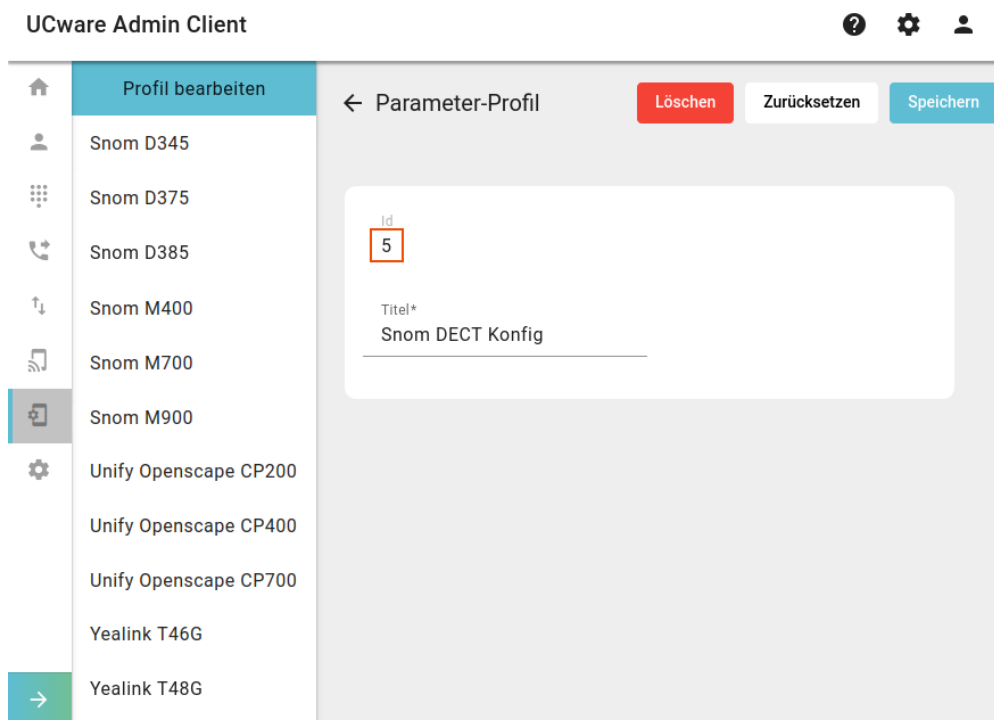 UCware Admin Client
Profil bearbeiten
Snom D345
Snom D375
Snom D385
Snom M400
Snom M700
Snom M900
Unify Openscape CP200
Unify Openscape CP400
Unify Openscape CP700
Yealink T46G
Yealink T48G
Parameter-Profil
Löschen
Zurücksetzen
Speichern
Id
5
Titel*
Snom DECT Konfig